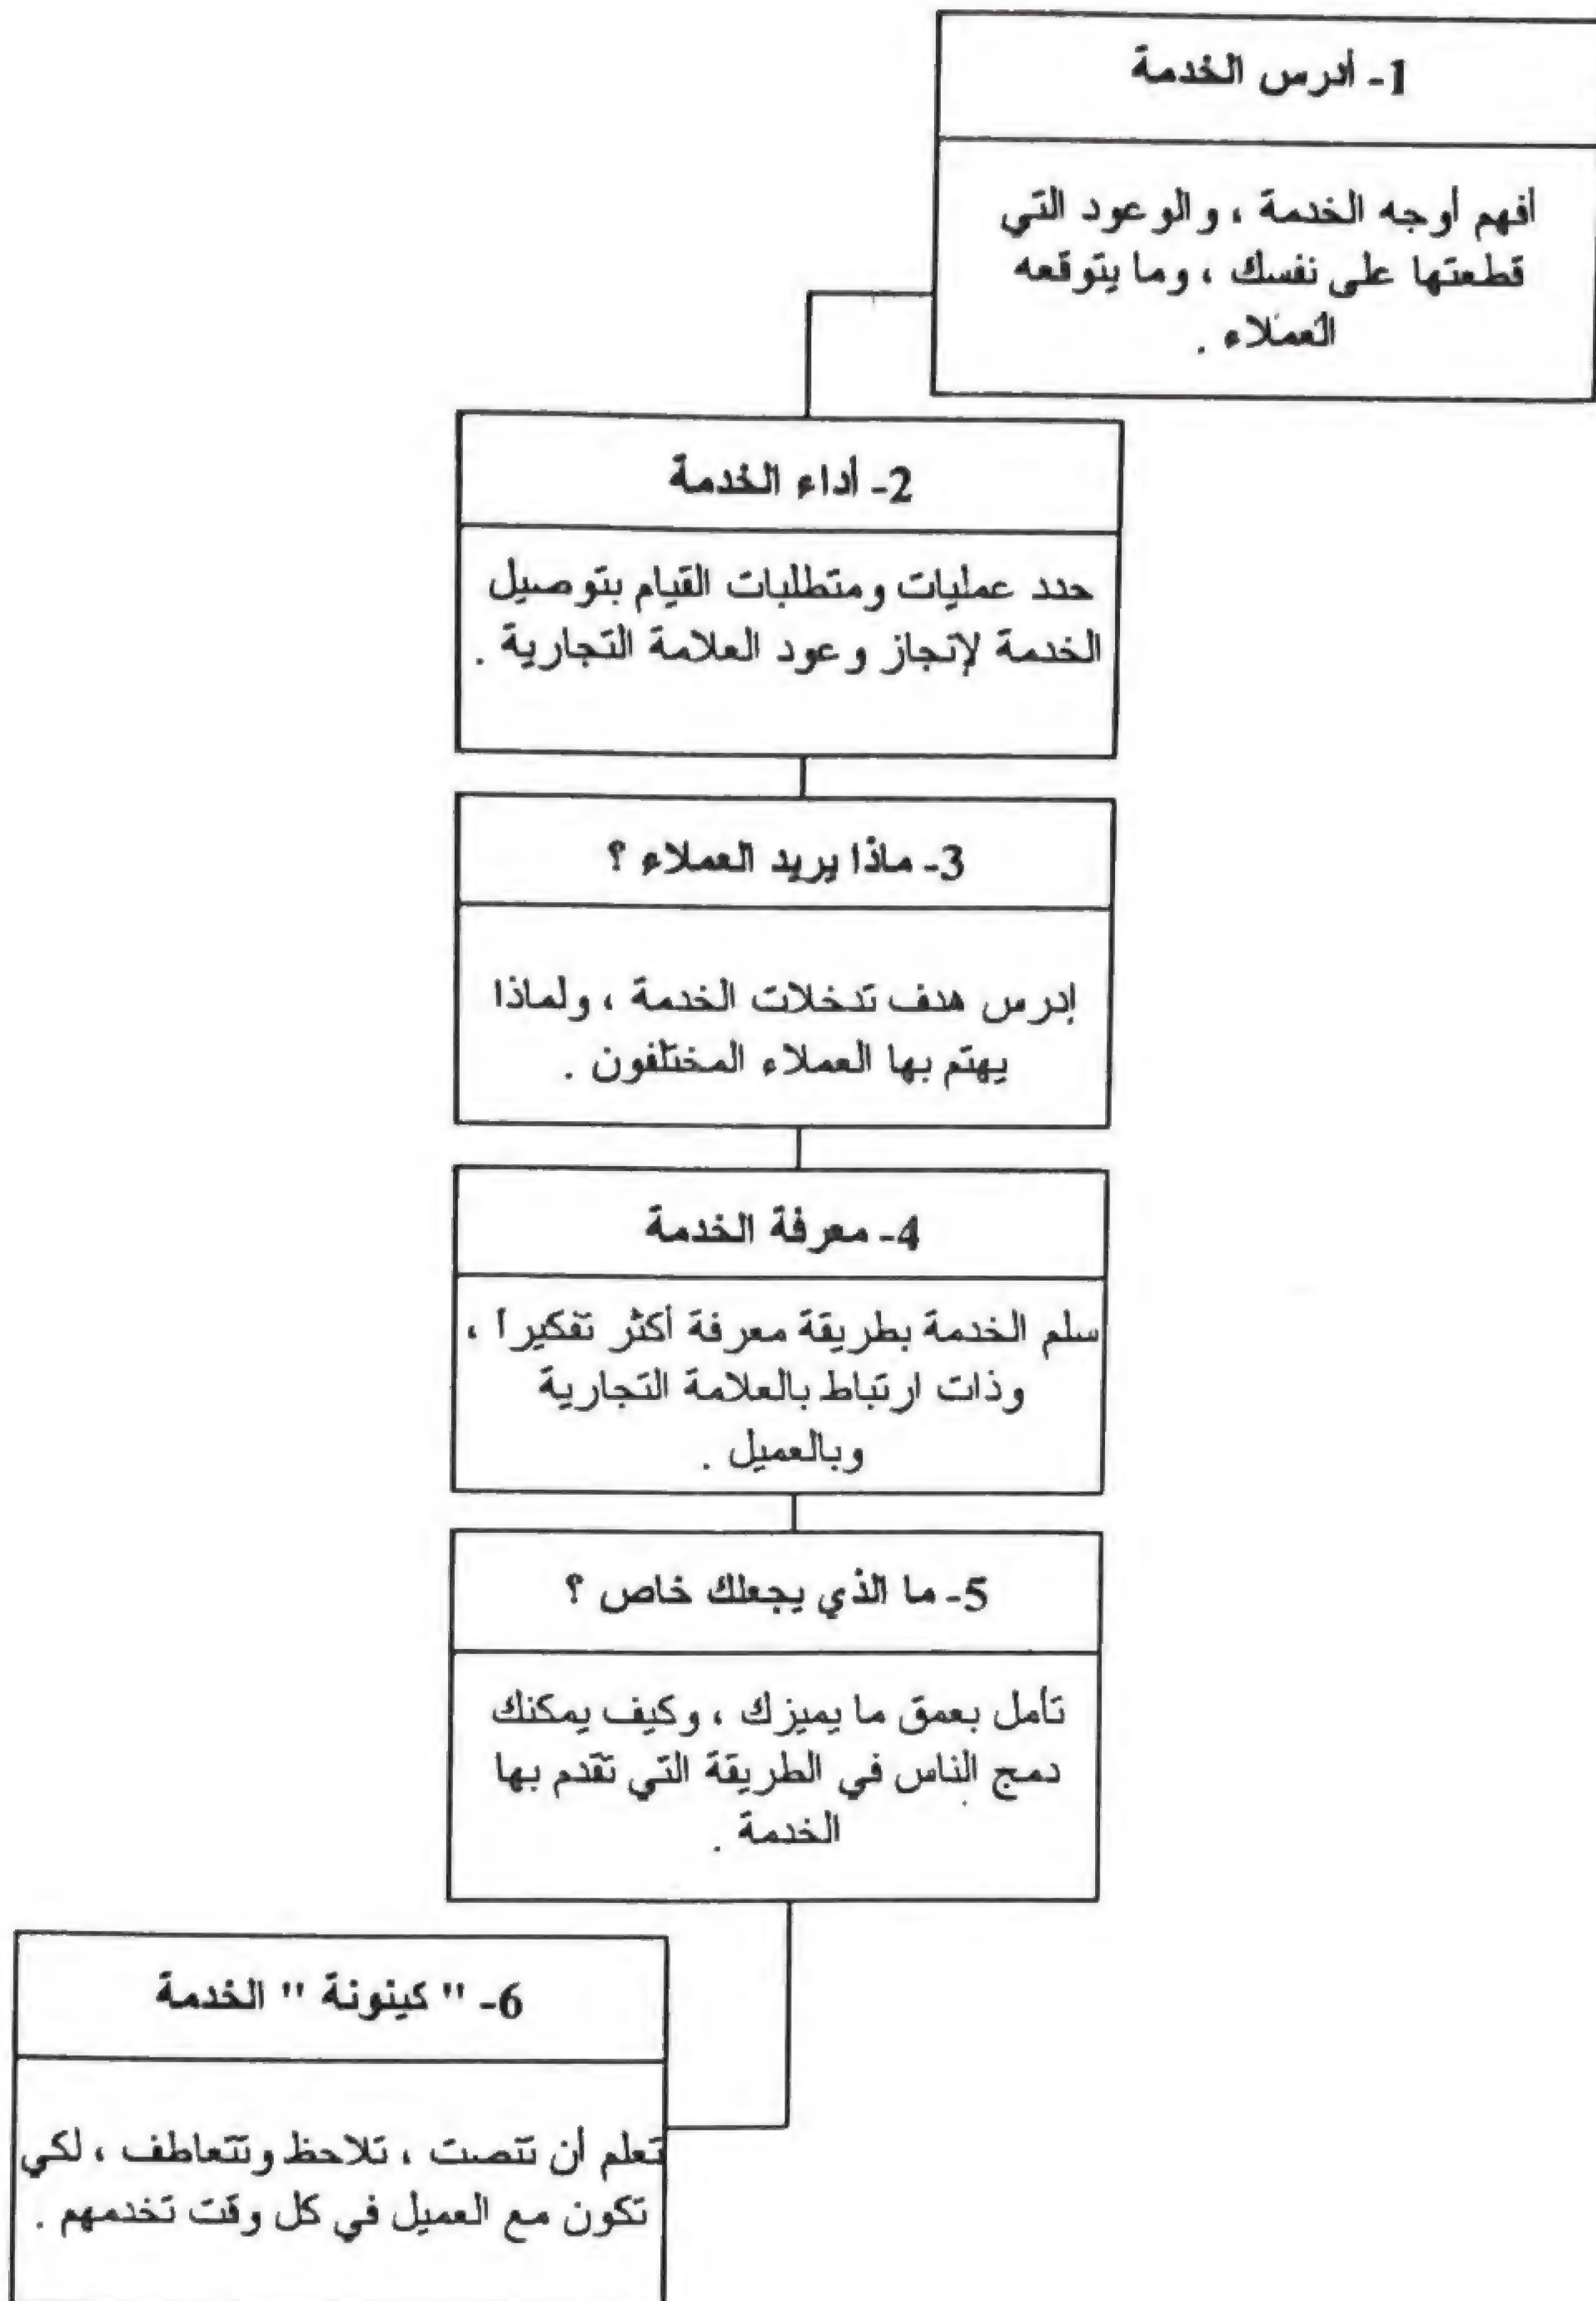 1- أدرس الخدمة
أفهم أوجه الخدمة ، والوعود التي
قطعتها على نفسك ، وما يتوقعه
العملاء .
2- أداء الخدمة
حدد عمليات ومتطلبات القيام بتوصيل
الخدمة لإنجاز وعود العلامة التجارية .
3- ماذا يريد العملاء ؟
إدرس هدف تدخلات الخدمة ، ولماذا
يهتم بها العملاء المختلفون .
4- معرفة الخدمة
سلم الخدمة بطريقة معرفة أكثر تفكيرا ،
وذات ارتباط بالعلامة التجارية
وبالعميل .
5- ما الذي يجعلك خاص ؟
تأمل بعمق ما يميزك ، وكيف يمكنك
دمج الناس في الطريقة التي تقدم بها
الخدمة .
6- " كينونة " الخدمة
تعلم أن تنصت ، تلاحظ وتتعاطف ، لكي
تكون مع العميل في كل وقت تخدمهم .